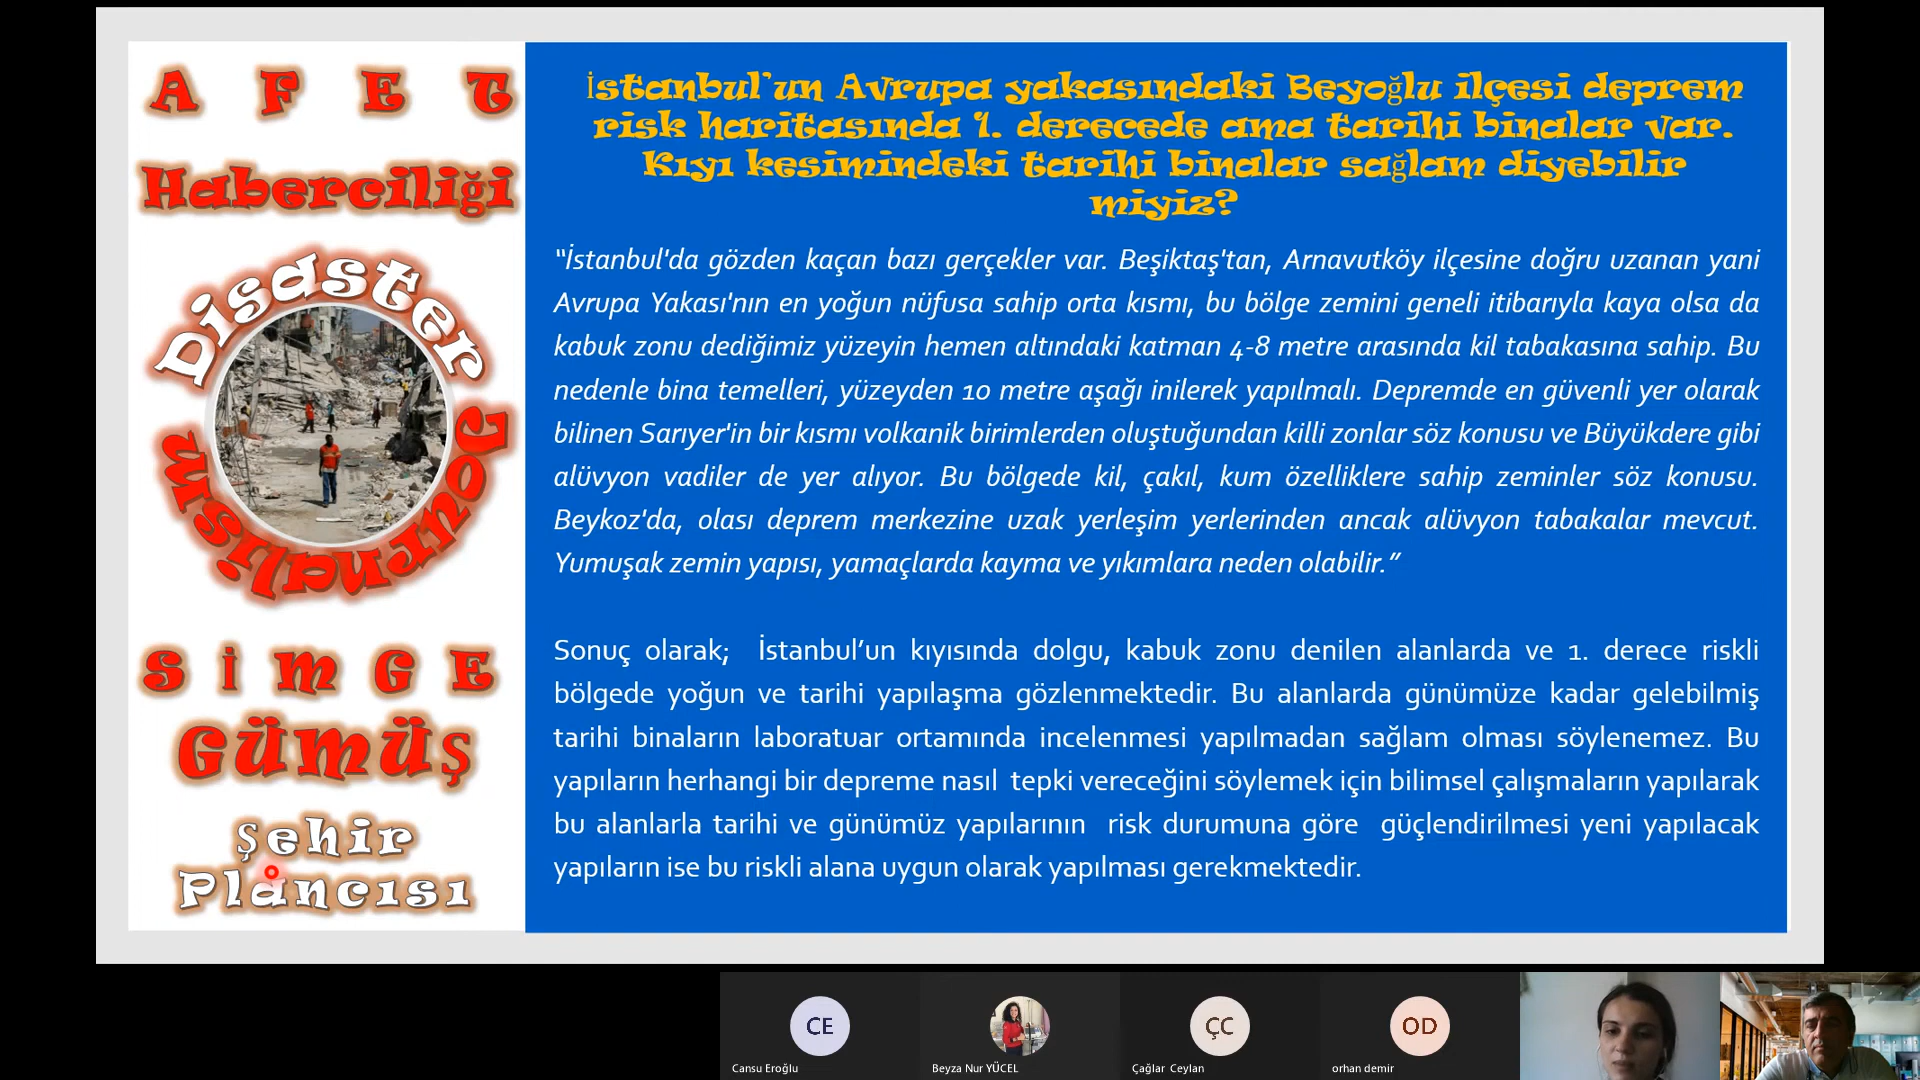 A F E T
Haberciliği
Disaster
Journalism
S İ M G E
GÜMÜŞ
Şehir
Plancısı
İstanbul’un Avrupa yakasındaki Beyoğlu ilçesi deprem
risk haritasında 1. derecede ama tarihi binalar var.
Kıyı kesimindeki tarihi binalar sağlam diyebilir
miyiz?
“İstanbul'da gözden kaçan bazı gerçekler var. Beşiktaş'tan, Arnavutköy ilçesine doğru uzanan yani
Avrupa Yakası'nın en yoğun nüfusa sahip orta kısmı, bu bölge zemini geneli itibarıyla kaya olsa da
kabuk zonu dediğimiz yüzeyin hemen altındaki katman 4-8 metre arasında kil tabakasına sahip. Bu
nedenle bina temelleri, yüzeyden 10 metre aşağı inilerek yapılmalı. Depremde en güvenli yer olarak
bilinen Sarıyer'in bir kısmı volkanik birimlerden oluştuğundan killi zonlar söz konusu ve Büyükdere gibi
alüvyon vadiler de yer alıyor. Bu bölgede kil, çakıl, kum özelliklere sahip zeminler söz konusu.
Beykoz'da, olası deprem merkezine uzak yerleşim yerlerinden ancak alüvyon tabakalar mevcut.
Yumuşak zemin yapısı, yamaçlarda kayma ve yıkımlara neden olabilir.”
Sonuç olarak; İstanbul’un kıyısında dolgu, kabuk zonu denilen alanlarda ve 1. derece riskli
bölgede yoğun ve tarihi yapılaşma gözlenmektedir. Bu alanlarda günümüze kadar gelebilmiş
tarihi binaların laboratuar ortamında incelenmesi yapılmadan sağlam olması söylenemez. Bu
yapıların herhangi bir depreme nasıl tepki vereceğini söylemek için bilimsel çalışmaların yapılarak
bu alanlarla tarihi ve günümüz yapılarının risk durumuna göre güçlendirilmesi yeni yapılacak
yapıların ise bu riskli alana uygun olarak yapılması gerekmektedir.
CE
ÇC
OD
Cansu Eroğlu
Beyza Nur YÜCEL
Çağlar Ceylan
orhan demir